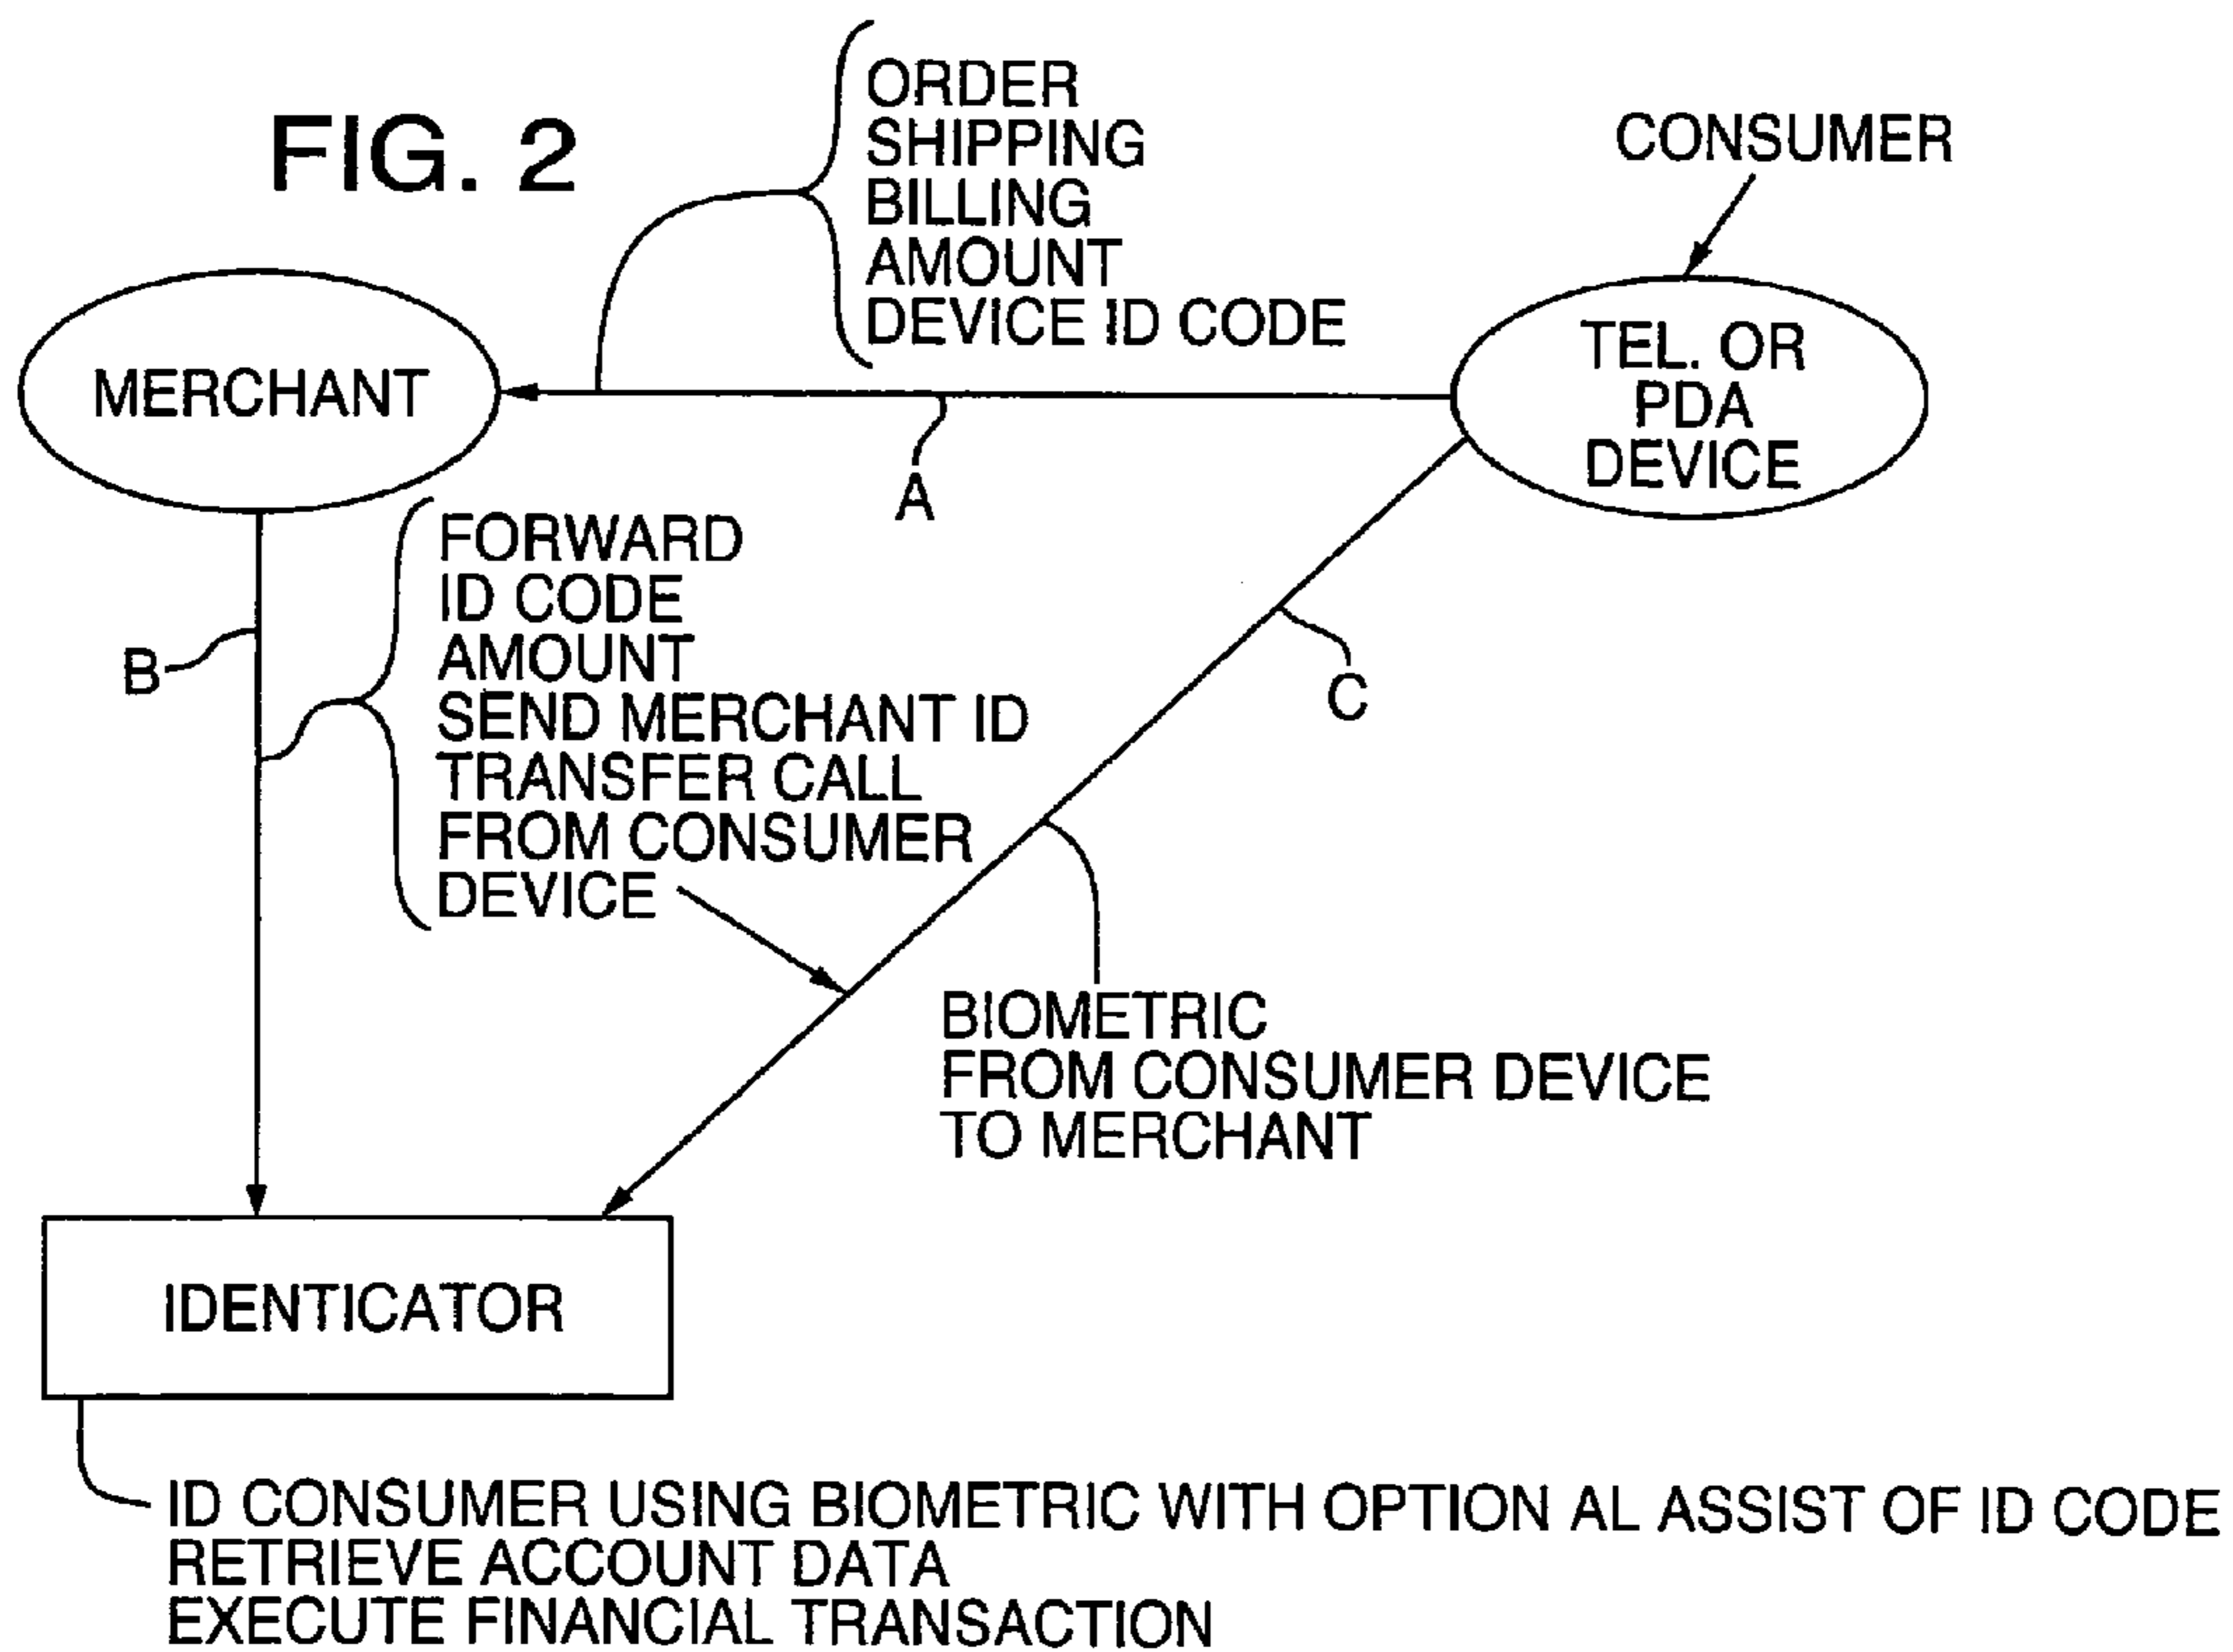 FIG. 2
ORDER
SHIPPING
BILLING
AMOUNT
DEVICE ID CODE
CONSUMER
MERCHANT
TEL. OR
PDA
DEVICE
A
FORWARD
ID CODE
AMOUNT
SEND MERCHANT ID
TRANSFER CALL
FROM CONSUMER
DEVICE
B
C
BIOMETRIC
FROM CONSUMER DEVICE
TO MERCHANT
IDENTICATOR
ID CONSUMER USING BIOMETRIC WITH OPTION AL ASSIST OF ID CODE
RETRIEVE ACCOUNT DATA
EXECUTE FINANCIAL TRANSACTION